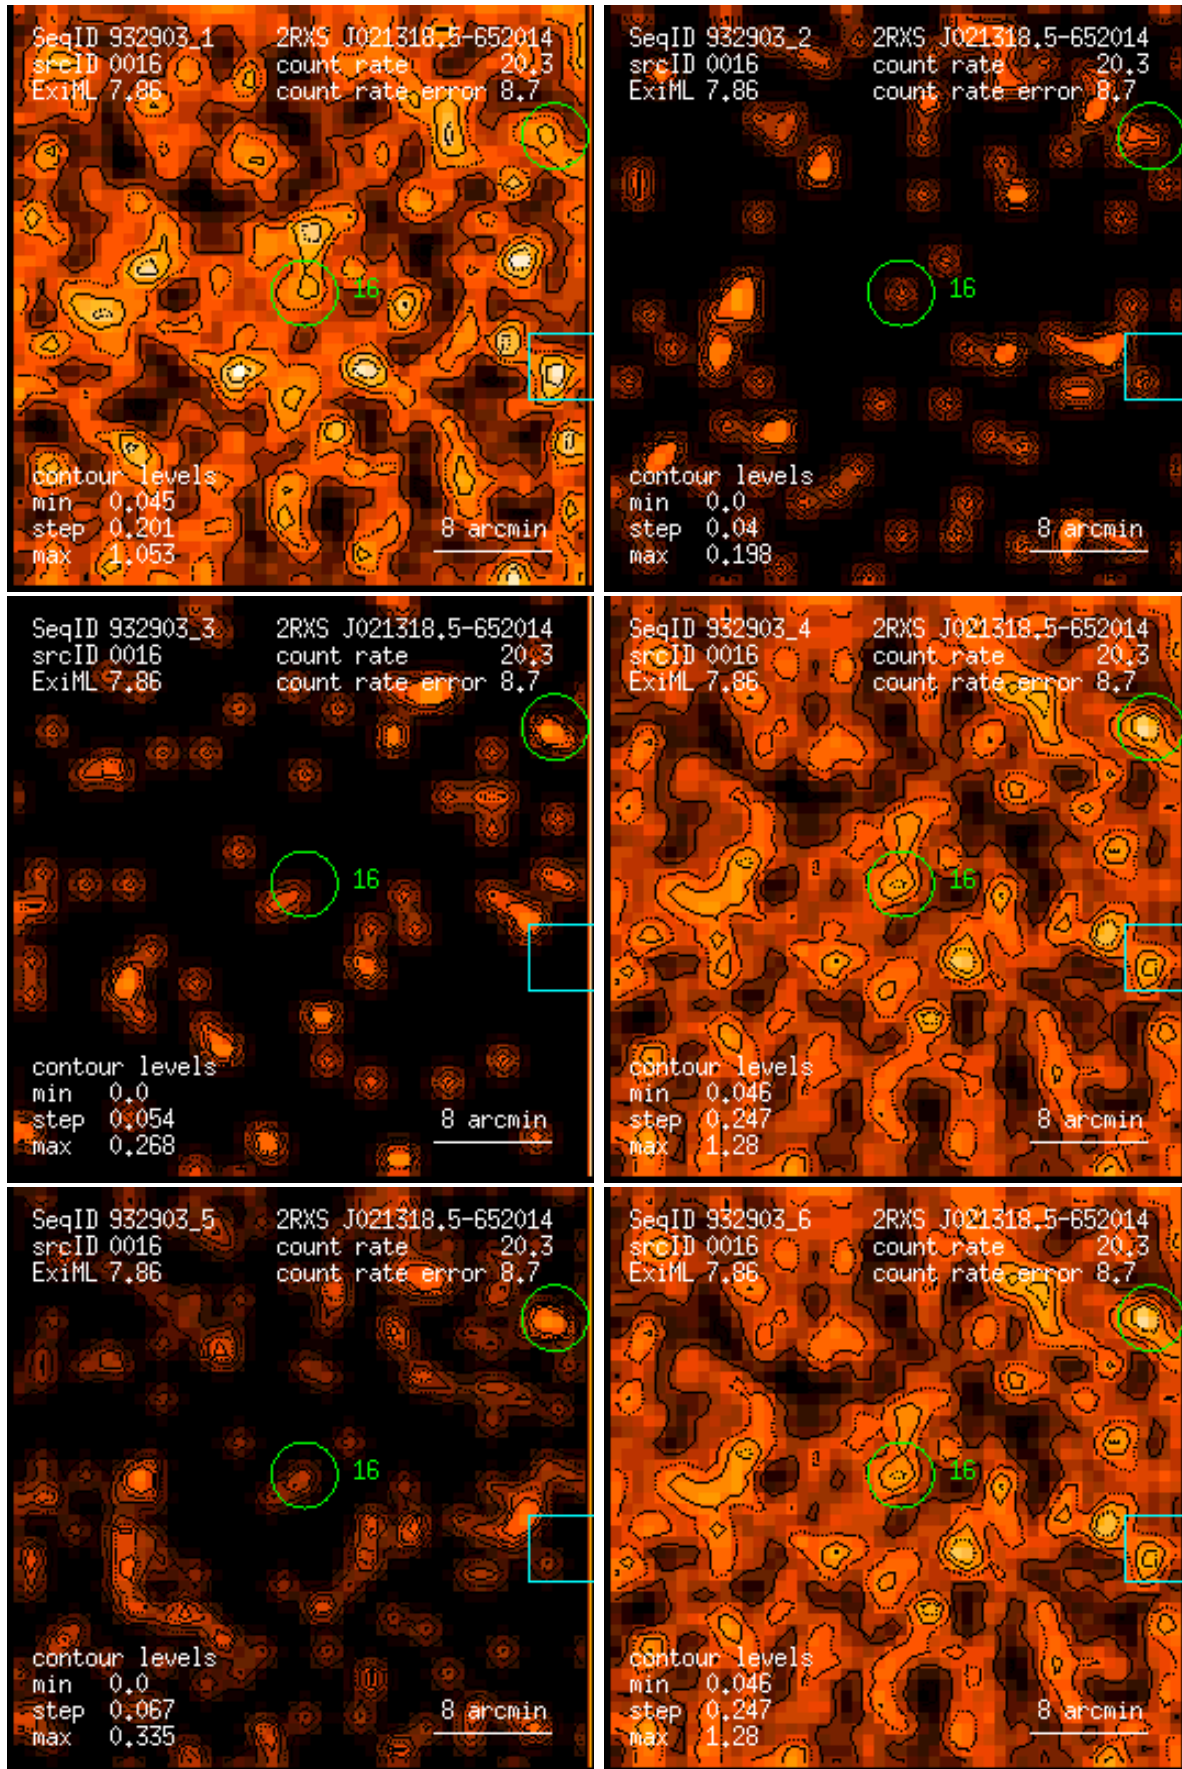 SeqID 932903_1 2RXS J021318.5-652014
srcID 0016 count rate 20.3
ExiML 7.86 count rate error 8.7
16
contour levels
min 0.045
step 0.201
max 1.053
8 arcmin
SeqID 932903_2 2RXS J021318.5-652014
srcID 0016 count rate 20.3
ExiML 7.86 count rate error 8.7
16
contour levels
min 0.0
step 0.04
max 0.198
8 arcmin
SeqID 932903_3 2RXS J021318.5-652014
srcID 0016 count rate 20.3
ExiML 7.86 count rate error 8.7
16
contour levels
min 0.0
step 0.054
max 0.268
8 arcmin
SeqID 932903_4 2RXS J021318.5-652014
srcID 0016 count rate 20.3
ExiML 7.86 count rate error 8.7
16
contour levels
min 0.046
step 0.247
max 1.28
8 arcmin
SeqID 932903_5 2RXS J021318.5-652014
srcID 0016 count rate 20.3
ExiML 7.86 count rate error 8.7
16
contour levels
min 0.0
step 0.067
max 0.335
8 arcmin
SeqID 932903_6 2RXS J021318.5-652014
srcID 0016 count rate 20.3
ExiML 7.86 count rate error 8.7
16
contour levels
min 0.046
step 0.247
max 1.28
8 arcmin